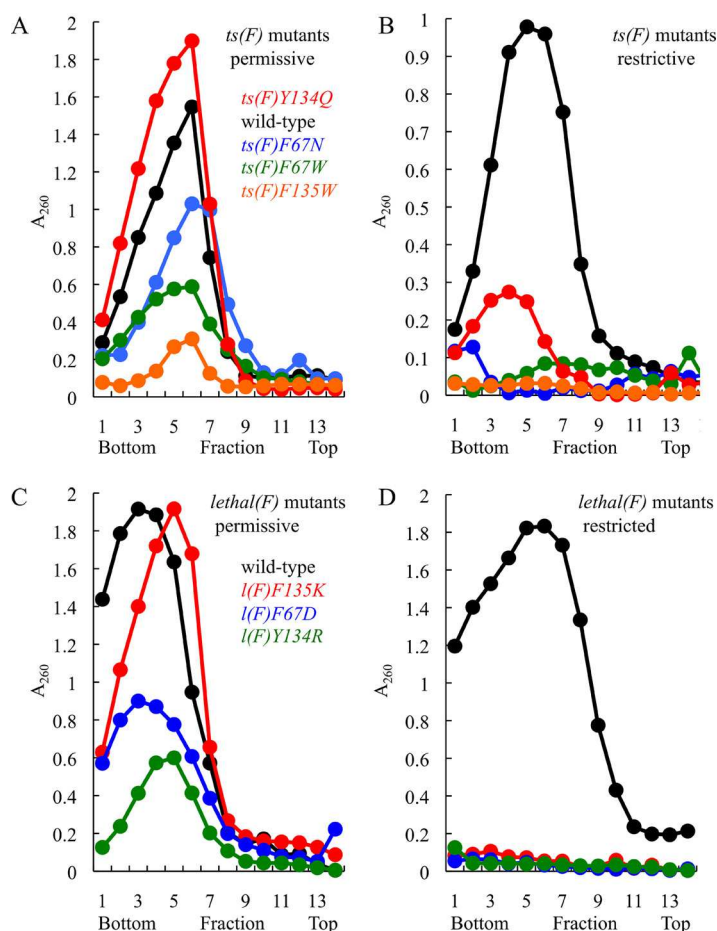 A
ts(F) mutants
permissive
ts(F)Y134Q
wild-type
ts(F)F67N
ts(F)F67W
ts(F)F135W
A260
2
1.8
1.6
1.4
1.2
1
0.8
0.6
0.4
0.2
0
1 3 5 7 9 11 13
Bottom Fraction Top
B
ts(F) mutants
restrictive
A260
1
0.9
0.8
0.7
0.6
0.5
0.4
0.3
0.2
0.1
0
1 3 5 7 9 11 13
Bottom Fraction Top
C
lethal(F) mutants
permissive
wild-type
l(F)F135K
l(F)F67D
l(F)Y134R
A260
2
1.8
1.6
1.4
1.2
1
0.8
0.6
0.4
0.2
0
1 3 5 7 9 11 13
Bottom Fraction Top
D
lethal(F) mutants
restricted
A260
2
1.8
1.6
1.4
1.2
1
0.8
0.6
0.4
0.2
0
1 3 5 7 9 11 13
Bottom Fraction Top